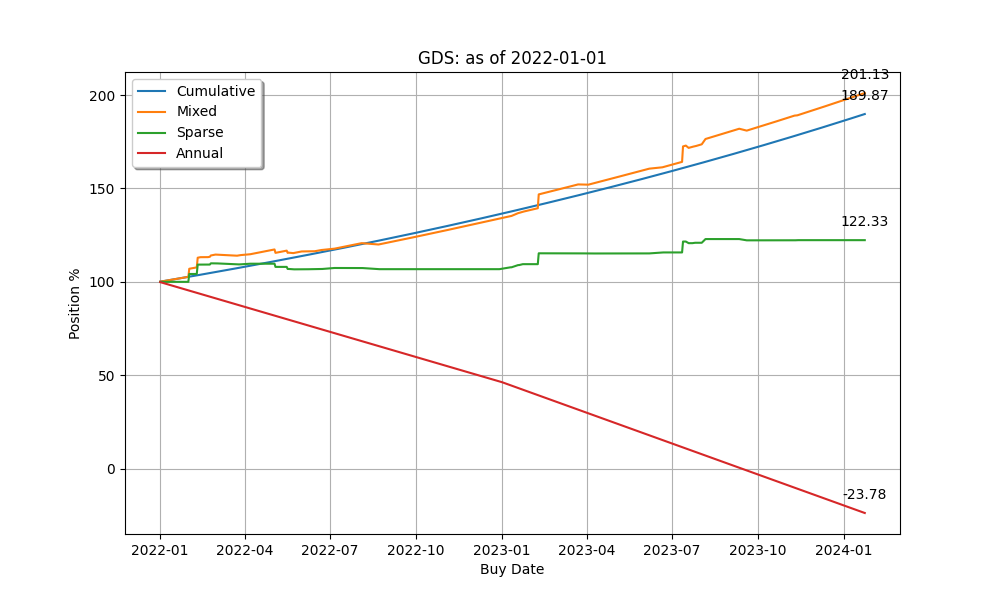 GDS: as of 2022-01-01
201.13
189.87
122.33
-23.78
Cumulative
Mixed
Sparse
Annual
Position %
200
150
100
50
0
2022-01 2022-04 2022-07 2022-10 2023-01 2023-04 2023-07 2023-10 2024-01
Buy Date